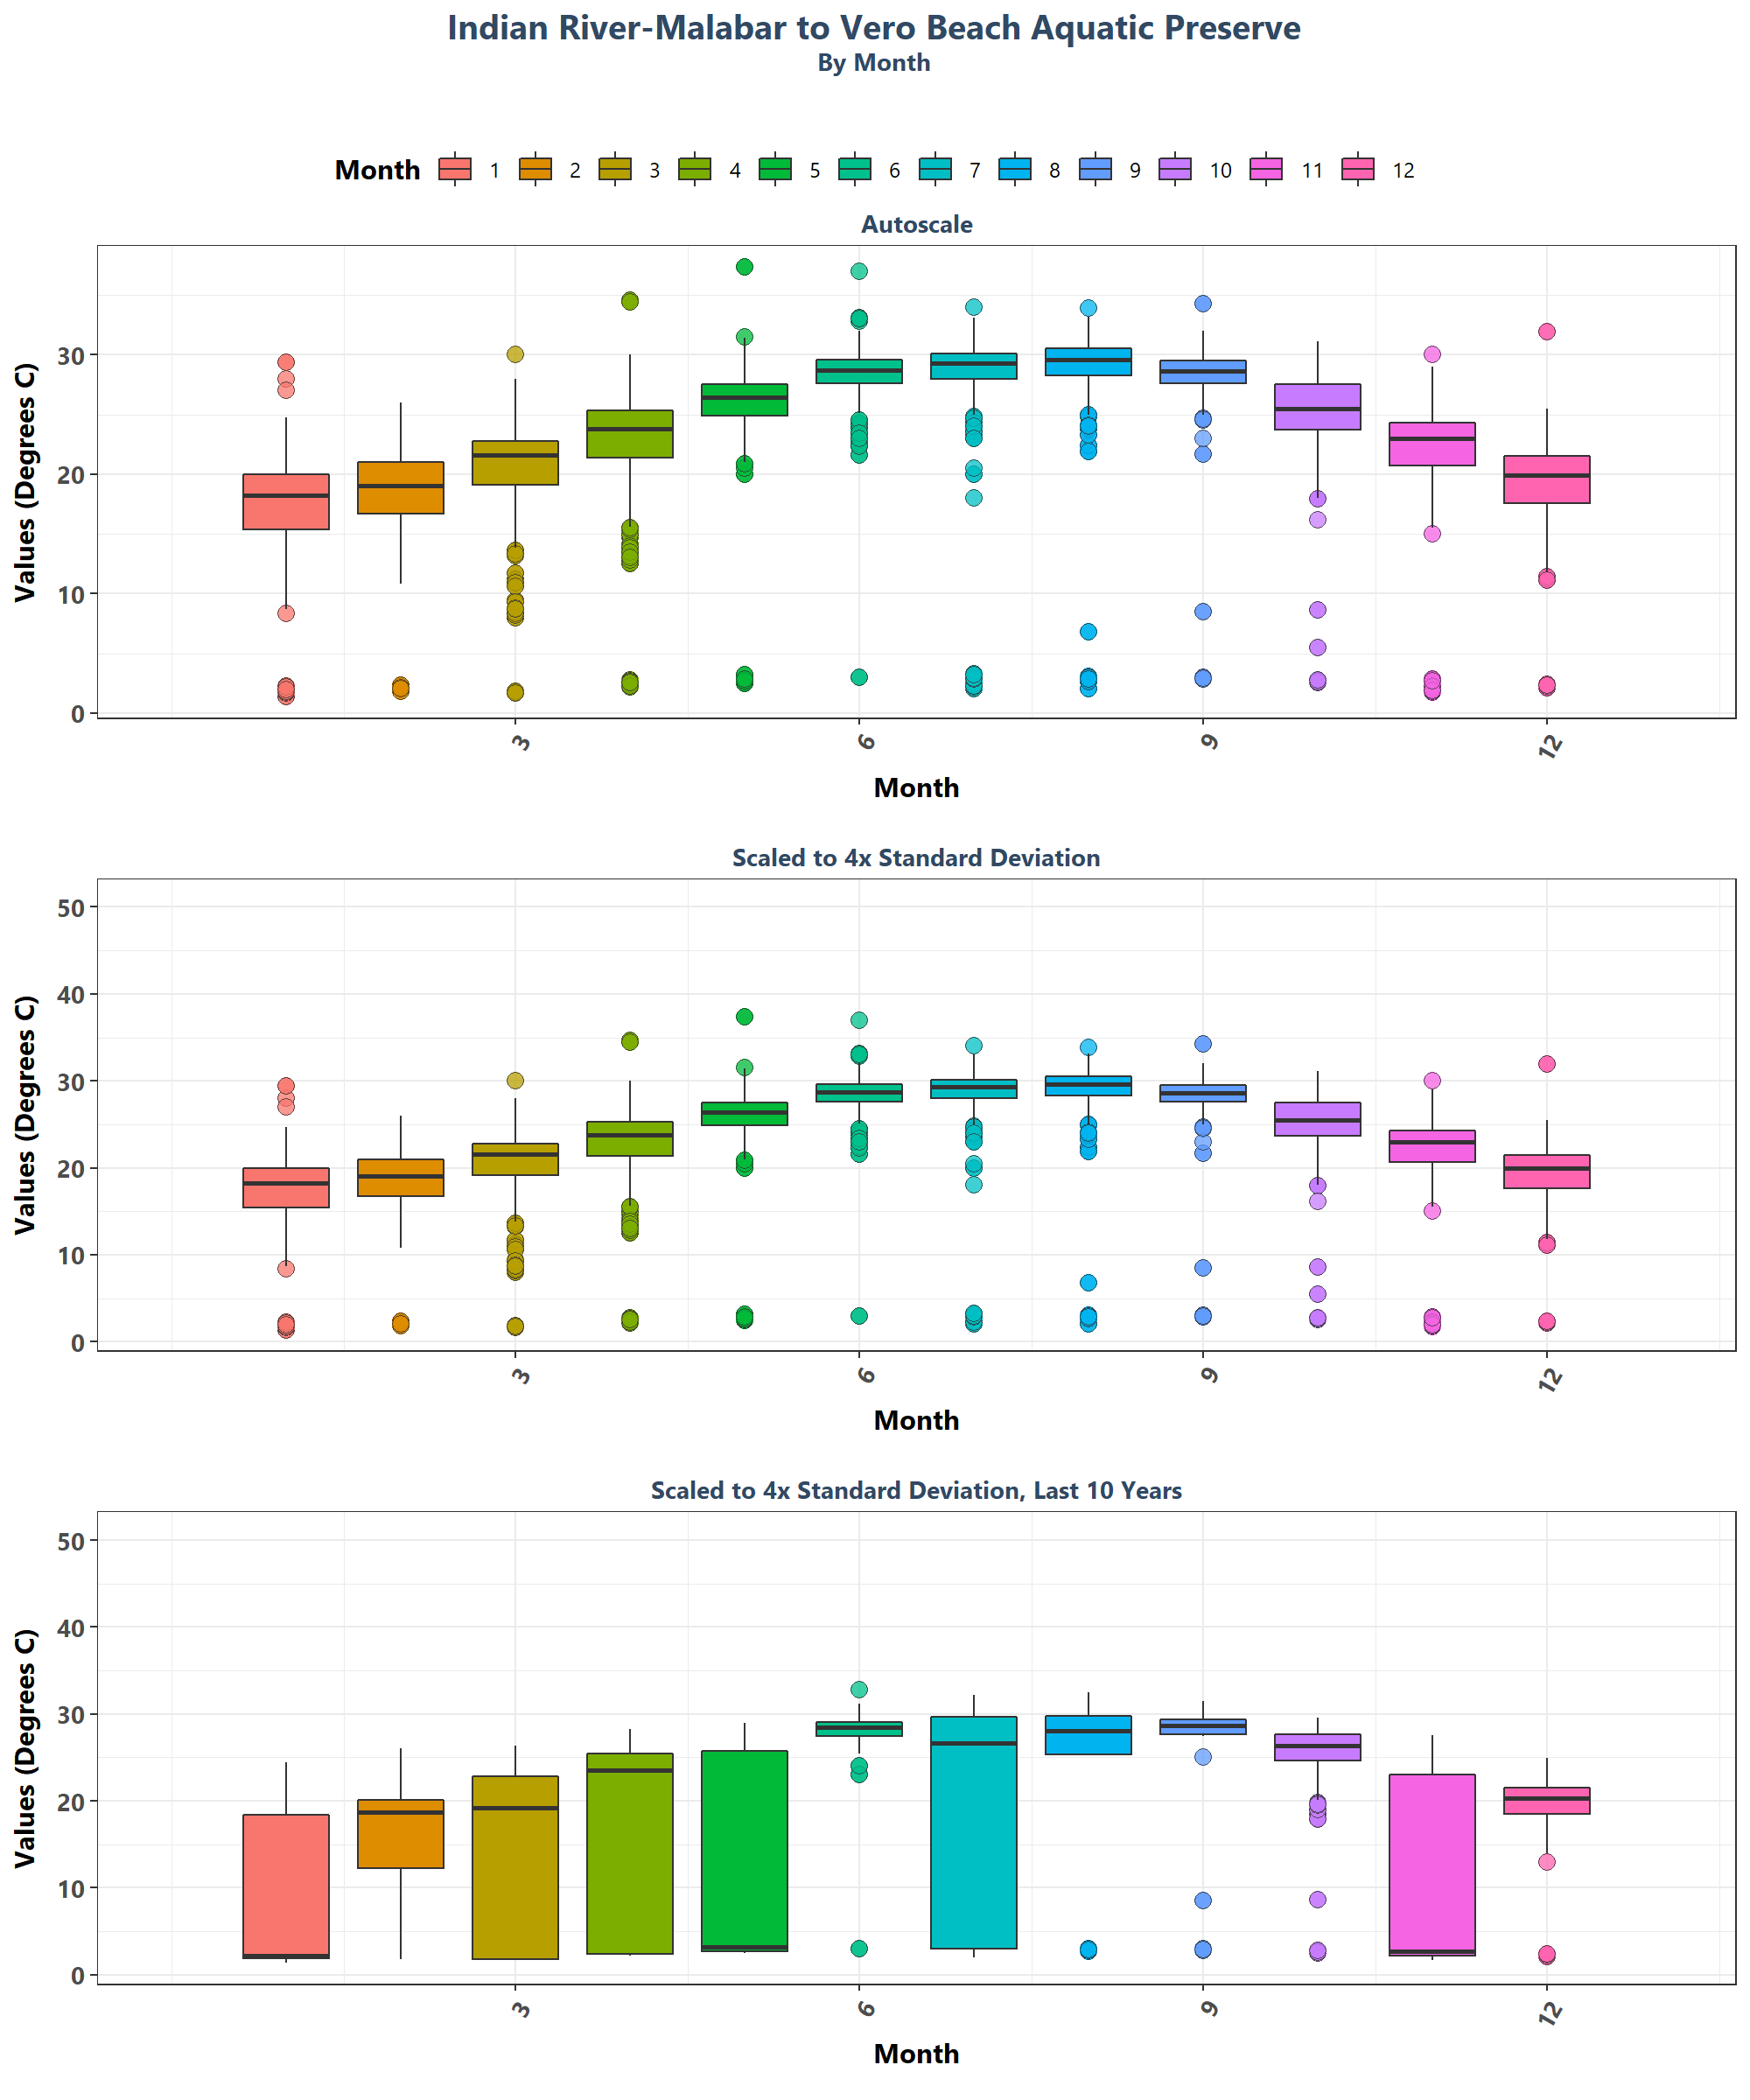 Indian River-Malabar to Vero Beach Aquatic Preserve
By Month
Month 1 2 3 4 5 6 7 8 9 10 11 12
Autoscale
Values (Degrees C)
30
20
10
0
3 6 9 12
Month
Scaled to 4x Standard Deviation
Values (Degrees C)
50
40
30
20
10
0
3 6 9 12
Month
Scaled to 4x Standard Deviation, Last 10 Years
Values (Degrees C)
50
40
30
20
10
0
3 6 9 12
Month